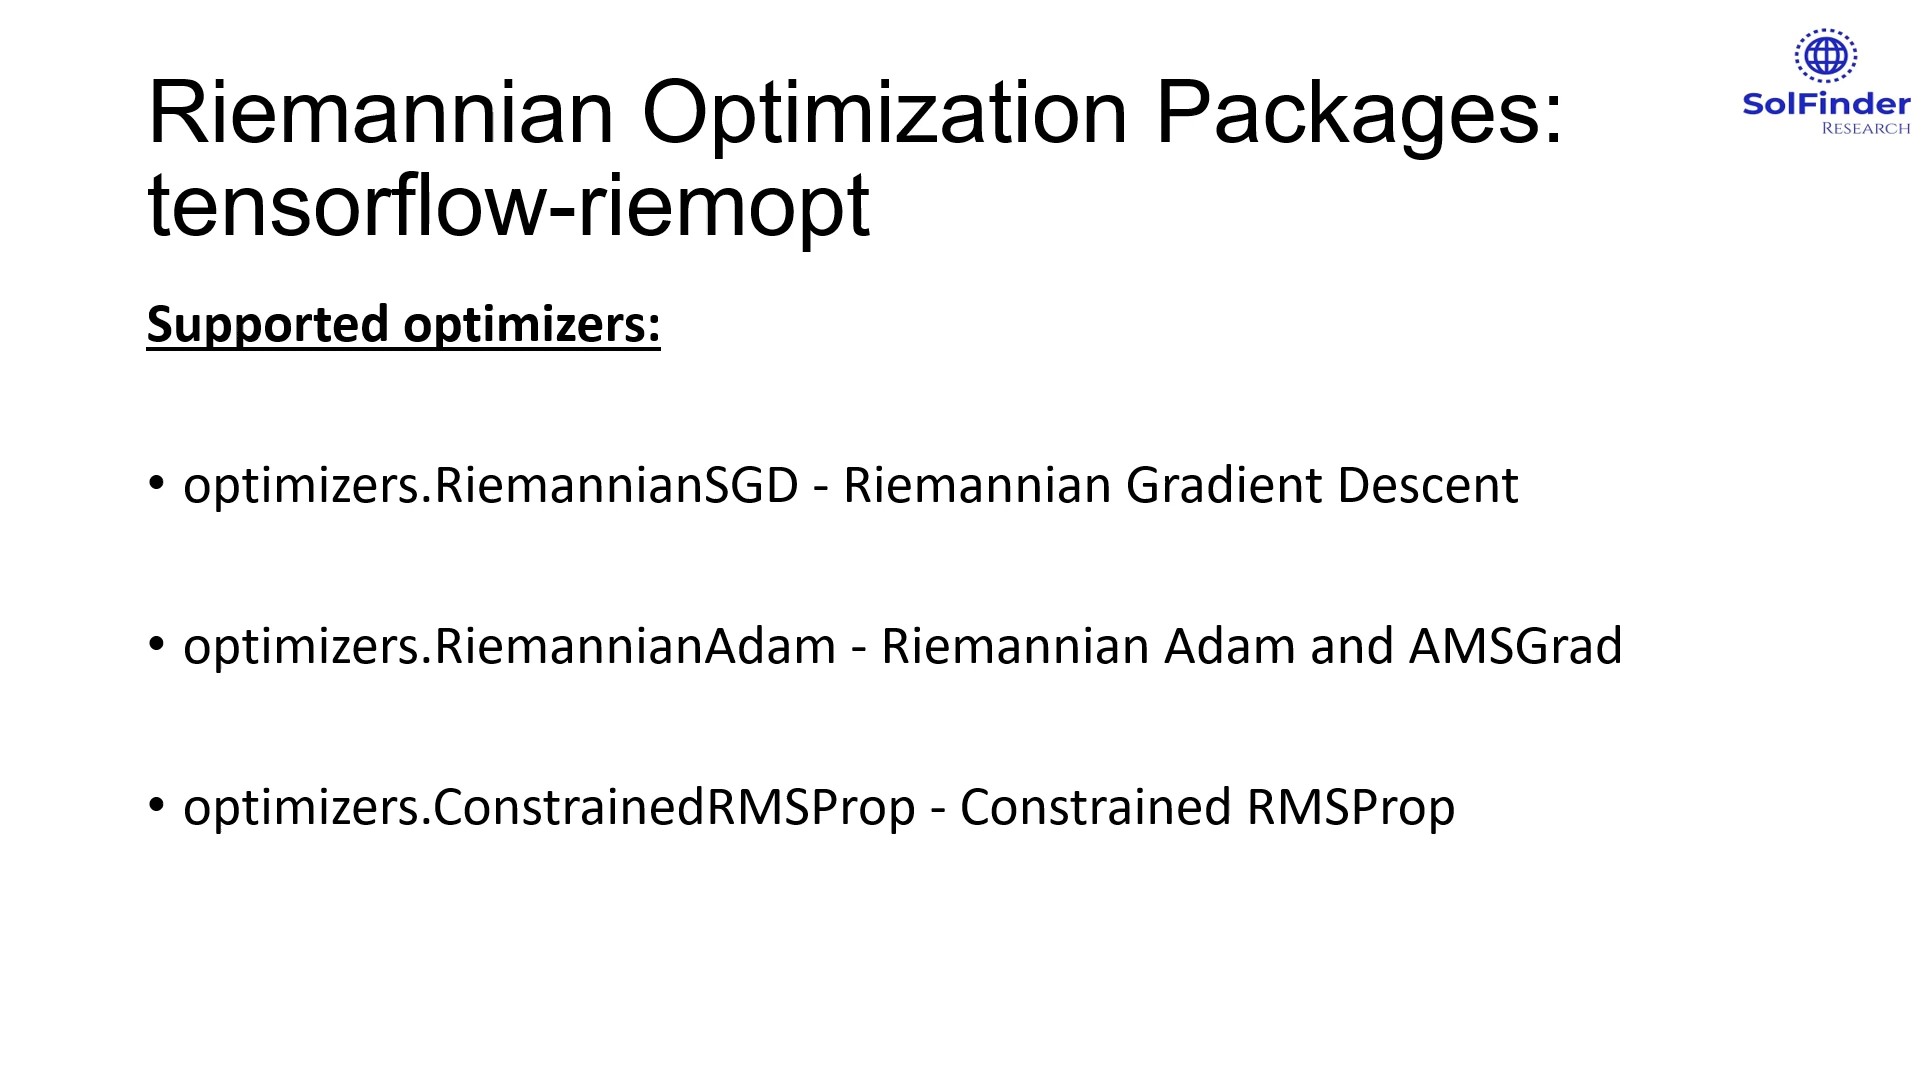 Riemannian Optimization Packages:
tensorflow-riemopt
SolFinder
RESEARCH
Supported optimizers:
• optimizers.RiemannianSGD - Riemannian Gradient Descent
• optimizers.RiemannianAdam - Riemannian Adam and AMSGrad
• optimizers.ConstrainedRMSProp - Constrained RMSProp